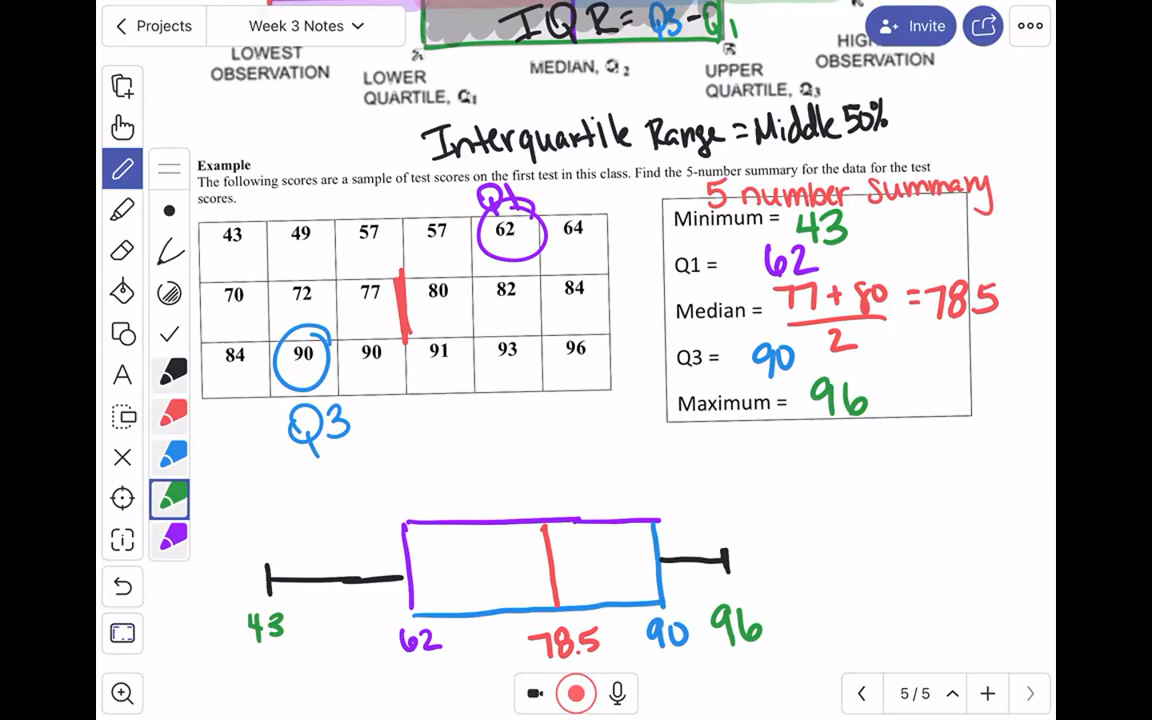 Projects
Week 3 Notes
IQR = Q3 - Q1
Invite
LOWEST
OBSERVATION
LOWER
QUARTILE, Q1
MEDIAN, Q2
UPPER
QUARTILE, Q3
HIG
OBSERVATION
Interquartile Range = Middle 50%
Example
The following scores are a sample of test scores on the first test in this class. Find the 5-number summary for the data for the test
scores.
5 number summary
Q1
43 49 57 57 62 64
70 72 77 80 82 84
84 90 90 91 93 96
Q3
Minimum = 43
Q1 = 62
Median = 77 + 80 / 2 = 78.5
Q3 = 90
Maximum = 96
43 62 78.5 90 96
5/5